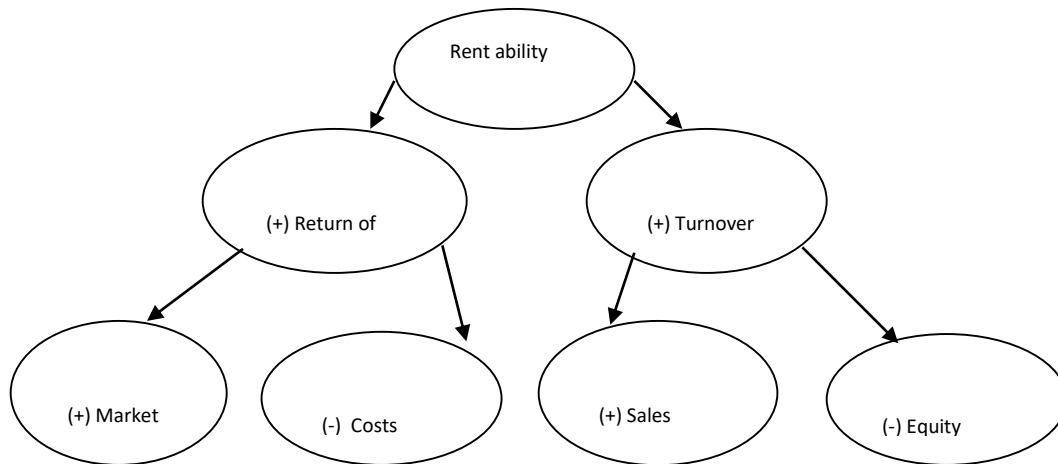 Rent ability
(+) Return of
(+) Turnover
(+) Market
(-) Costs
(+) Sales
(-) Equity